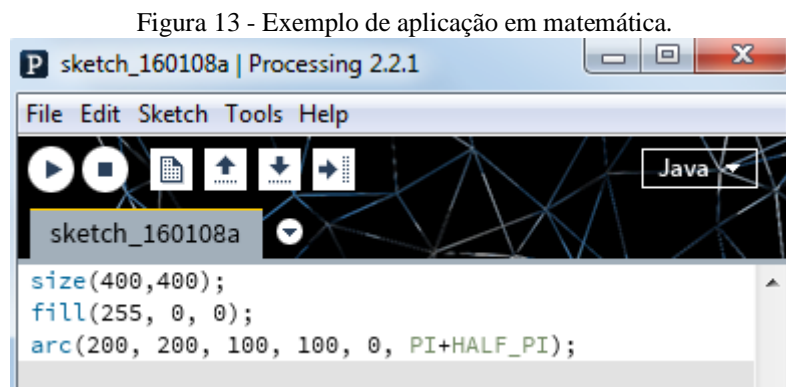 Figura 13 - Exemplo de aplicação em matemática.
P sketch_160108a | Processing 2.2.1
File Edit Sketch Tools Help
Java
sketch_160108a
size(400,400);
fill(255, 0, 0);
arc(200, 200, 100, 100, 0, PI+HALF_PI);